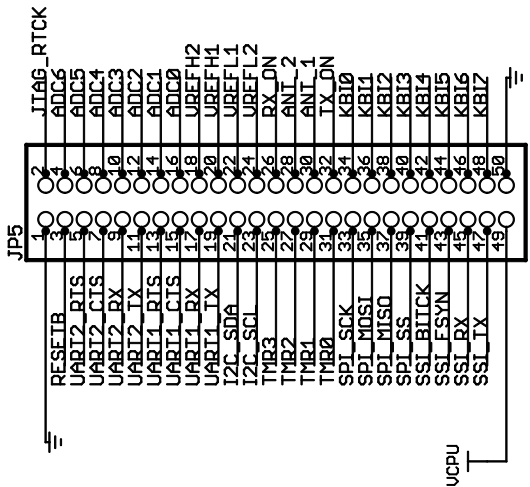 JP5
JTAG_RTCK
ADC6
ADC5
ADC4
ADC3
ADC2
ADC1
ADC0
VREFH2
VREFH1
VREFL1
VREFL2
RX_ON
ANT_2
ANT_1
TX_ON
KBI0
KBI1
KBI2
KBI3
KBI4
KBI5
KBI6
KBI7
2
4
6
8
10
12
14
16
18
20
22
24
26
28
30
32
34
36
38
40
42
44
46
48
50
1
3
5
7
9
11
13
15
17
19
21
23
25
27
29
31
33
35
37
39
41
43
45
47
49
RESETB
UART2_RTS
UART2_CTS
UART2_RX
UART2_TX
UART1_RTS
UART1_CTS
UART1_RX
UART1_TX
I2C_SDA
I2C_SCL
TMR3
TMR2
TMR1
TMR0
SPI_SCK
SPI_MOSI
SPI_MISO
SPI_SS
SSI_BITCK
SSI_FSYN
SSI_RX
SSI_TX
VCPU